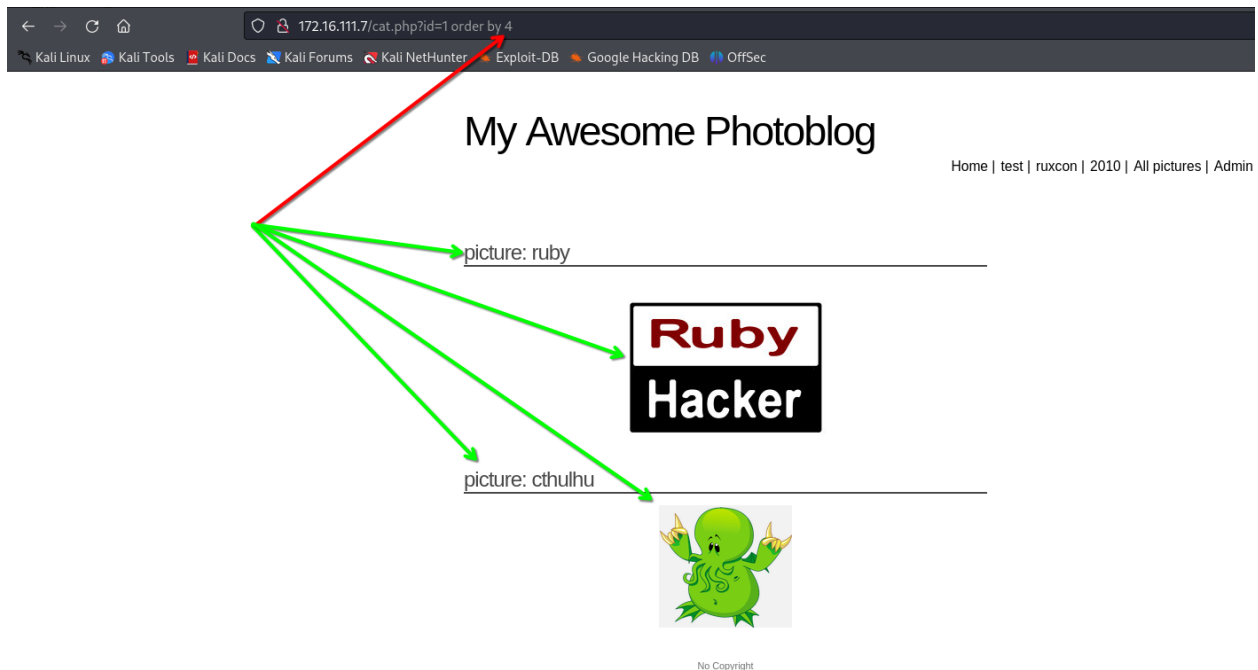 172.16.111.7/cat.php?id=1 order by 4
Kali Linux Kali Tools Kali Docs Kali Forums Kali NetHunter Exploit-DB Google Hacking DB OffSec
My Awesome Photoblog
Home | test | ruxcon | 2010 | All pictures | Admin
picture: ruby
Ruby
Hacker
picture: cthulhu
No Copyright